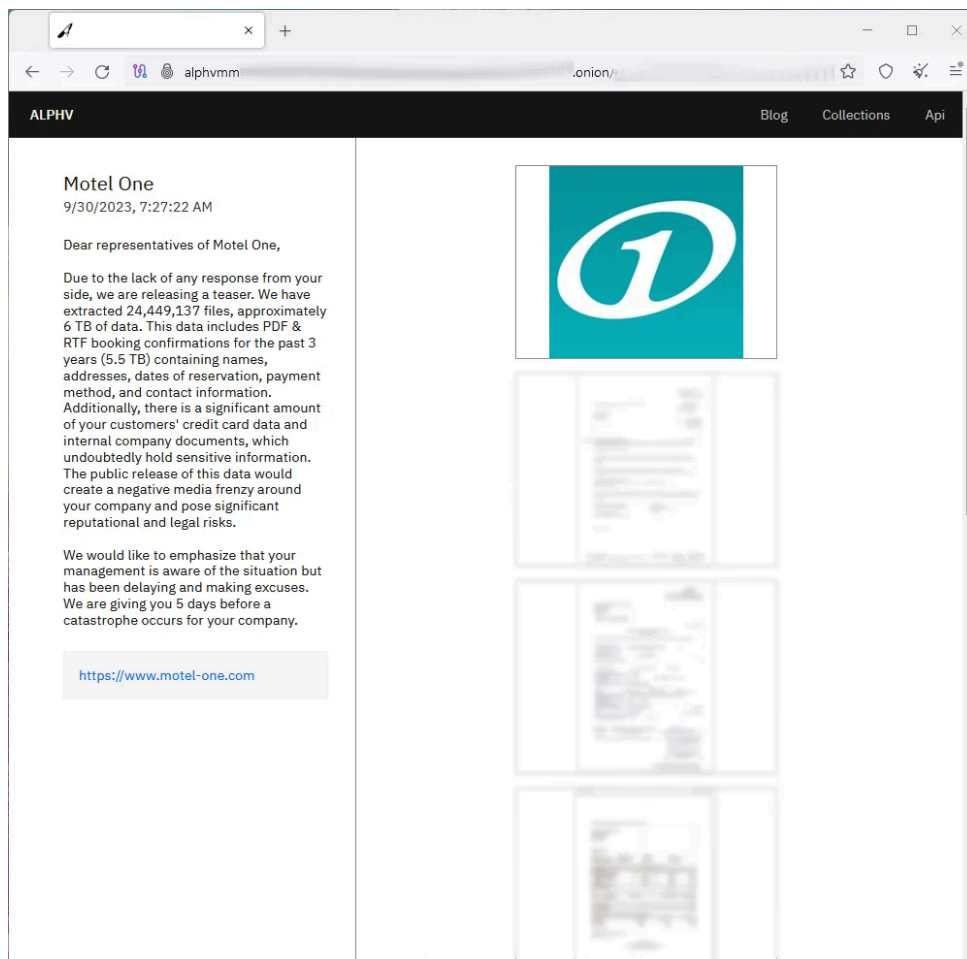 alphvmm
.onion/
ALPHV
Blog
Collections
Api
Motel One
9/30/2023, 7:27:22 AM
Dear representatives of Motel One,
Due to the lack of any response from your
side, we are releasing a teaser. We have
extracted 24,449,137 files, approximately
6 TB of data. This data includes PDF &
RTF booking confirmations for the past 3
years (5.5 TB) containing names,
addresses, dates of reservation, payment
method, and contact information.
Additionally, there is a significant amount
of your customers' credit card data and
internal company documents, which
undoubtedly hold sensitive information.
The public release of this data would
create a negative media frenzy around
your company and pose significant
reputational and legal risks.
We would like to emphasize that your
management is aware of the situation but
has been delaying and making excuses.
We are giving you 5 days before a
catastrophe occurs for your company.
https://www.motel-one.com
1